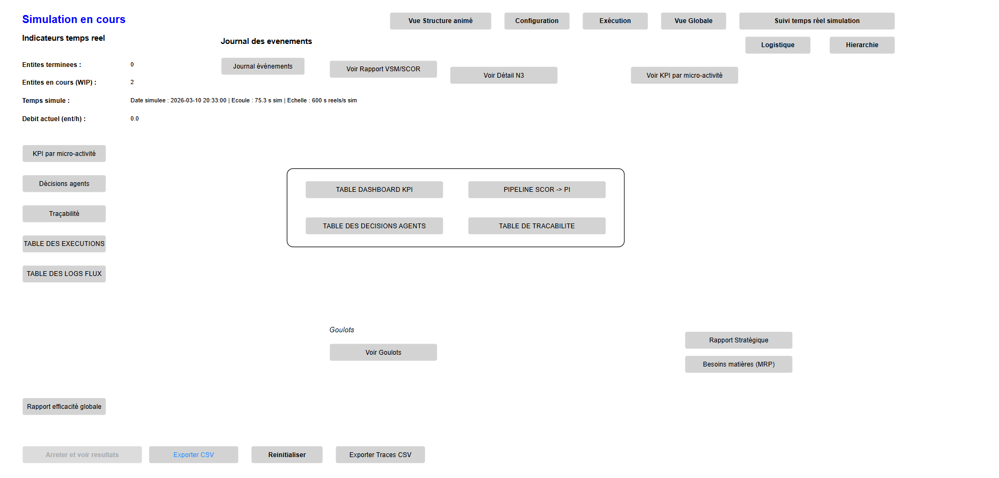 Simulation en cours
Vue Structure animé
Configuration
Exécution
Vue Globale
Suivi temps réel simulation
Indicateurs temps reel
Journal des evenements
Logistique
Hierarchie
Entites terminees :
0
Journal événements
Voir Rapport VSM/SCOR
Voir Détail N3
Voir KPI par micro-activité
Entites en cours (WIP) :
2
Temps simule :
Date simulee : 2026-03-10 20:33:00 | Ecoule : 75.3 s sim | Echelle : 600 s reels/s sim
Debit actuel (ent/h) :
0.0
KPI par micro-activité
Décisions agents
Traçabilité
TABLE DES EXECUTIONS
TABLE DES LOGS FLUX
TABLE DASHBOARD KPI
PIPELINE SCOR -> PI
TABLE DES DECISIONS AGENTS
TABLE DE TRACABILITE
Goulots
Voir Goulots
Rapport Stratégique
Besoins matières (MRP)
Rapport efficacité globale
Arreter et voir resultats
Exporter CSV
Reinitialiser
Exporter Traces CSV